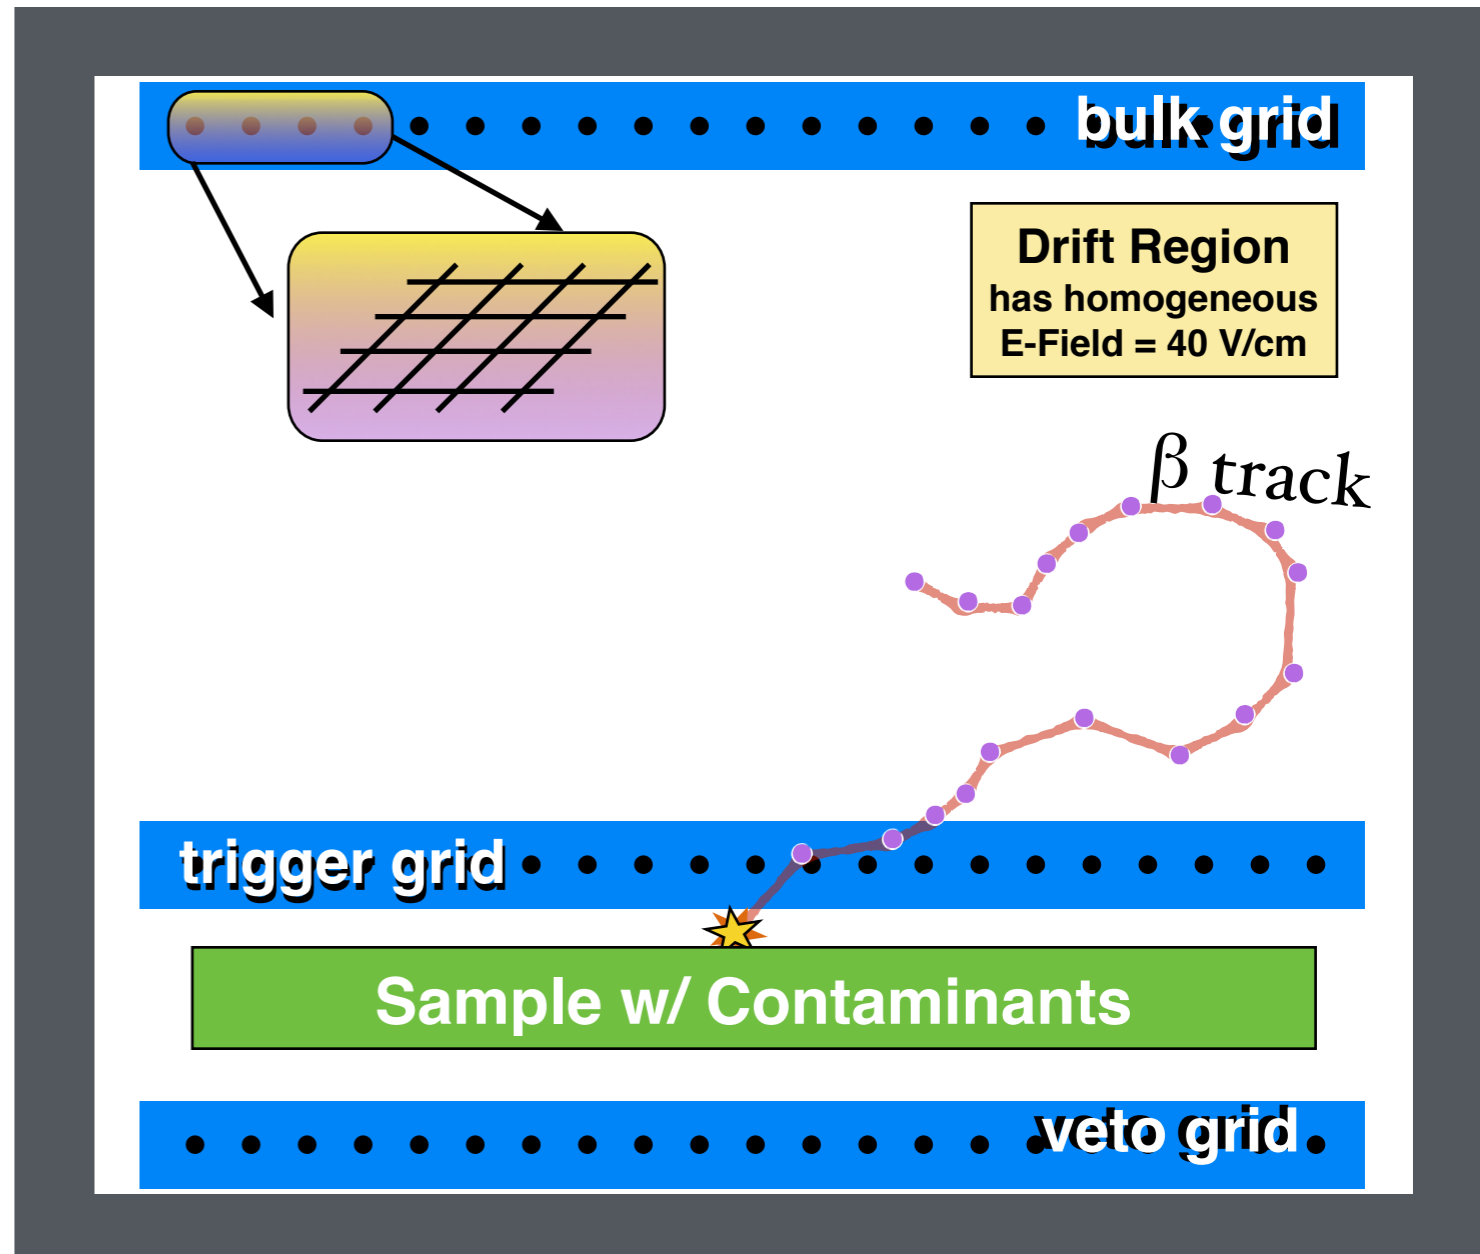 bulk grid
Drift Region
has homogeneous
E-Field = 40 V/cm
β track
trigger grid
Sample w/ Contaminants
veto grid